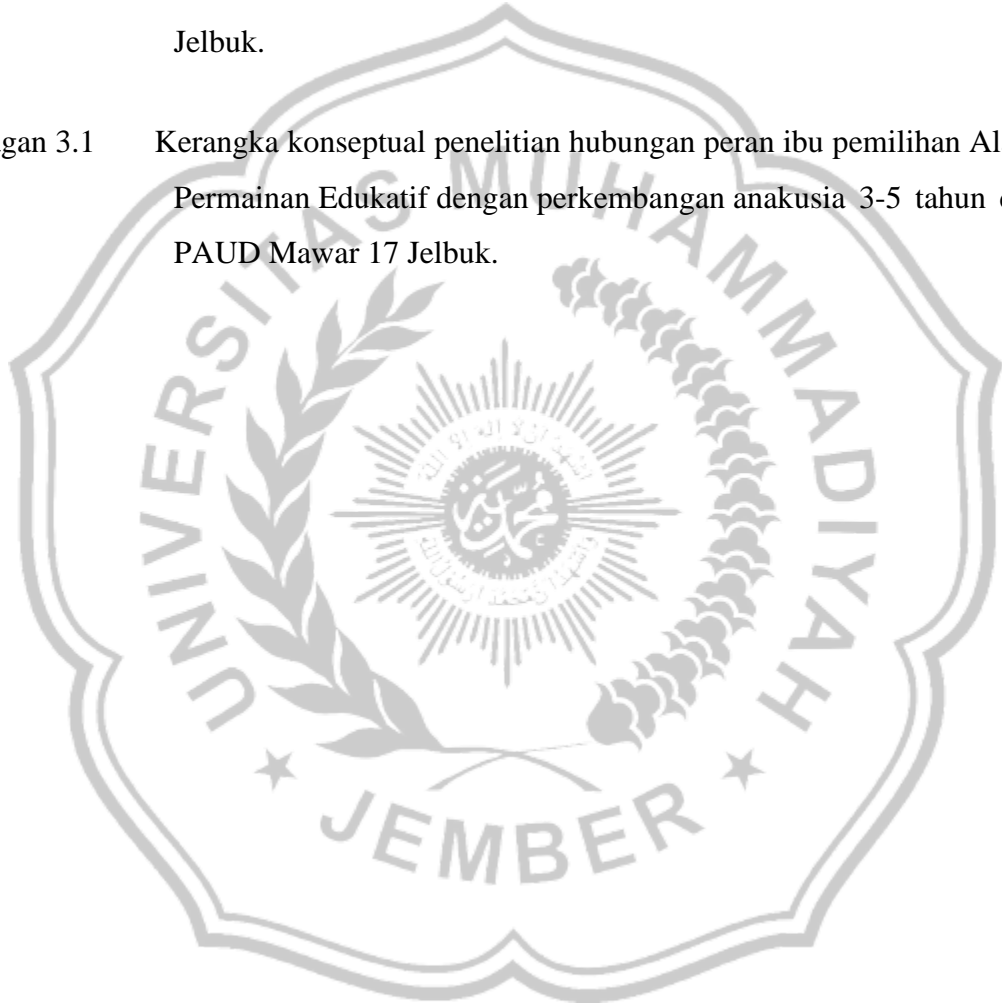 Jelbuk.
gan 3.1 Kerangka konseptual penelitian hubungan peran ibu pemilihan Al
Permainan Edukatif dengan perkembangan anakusia 3-5 tahun
PAUD Mawar 17 Jelbuk.
UNIVERSITAS MUHAMMADIYAH
JEMBER